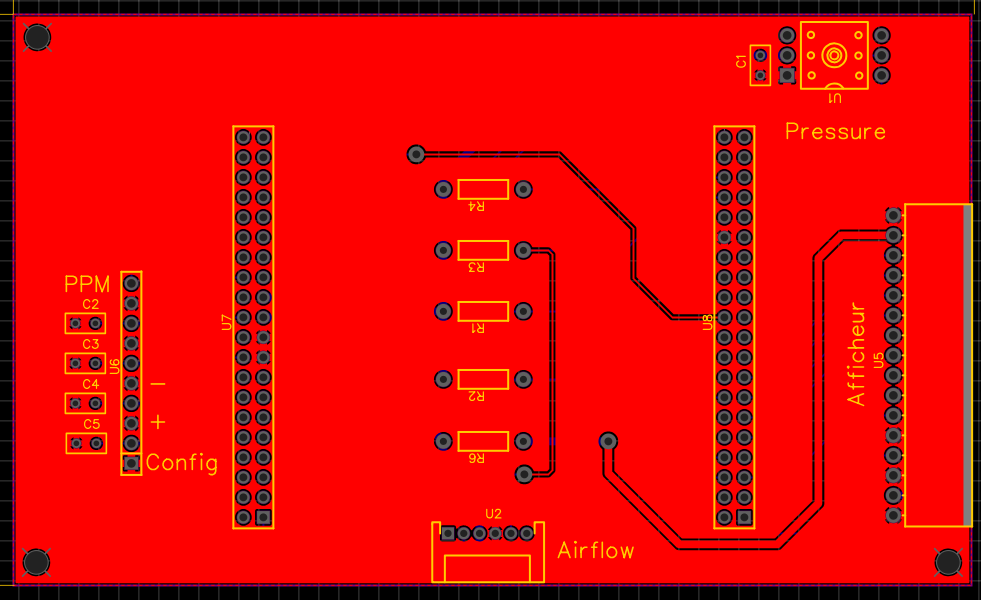 C1
U1
Pressure
R4
R3
PPM
C2
U7
R1
U8
C3
U6
Afficheur
U5
C4
R2
−
C5
+
R6
Config
U2
Airflow